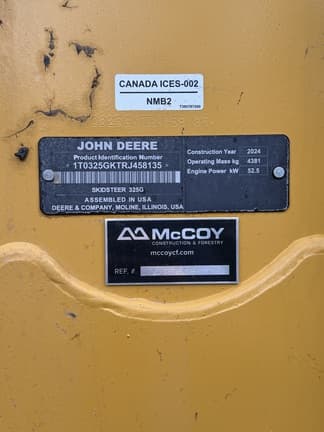 CANADA ICES-002
NMB2
JOHN DEERE
Product Identification Number
1T0325GKTRJ458135
SKIDSTEER 325G
ASSEMBLED IN USA
DEERE & COMPANY, MOLINE, ILLINOIS, USA
Construction Year 2024
Operating Mass kg 4381
Engine Power kW 52.5
McCOY
CONSTRUCTION & FORESTRY
mccoycf.com
REF. #